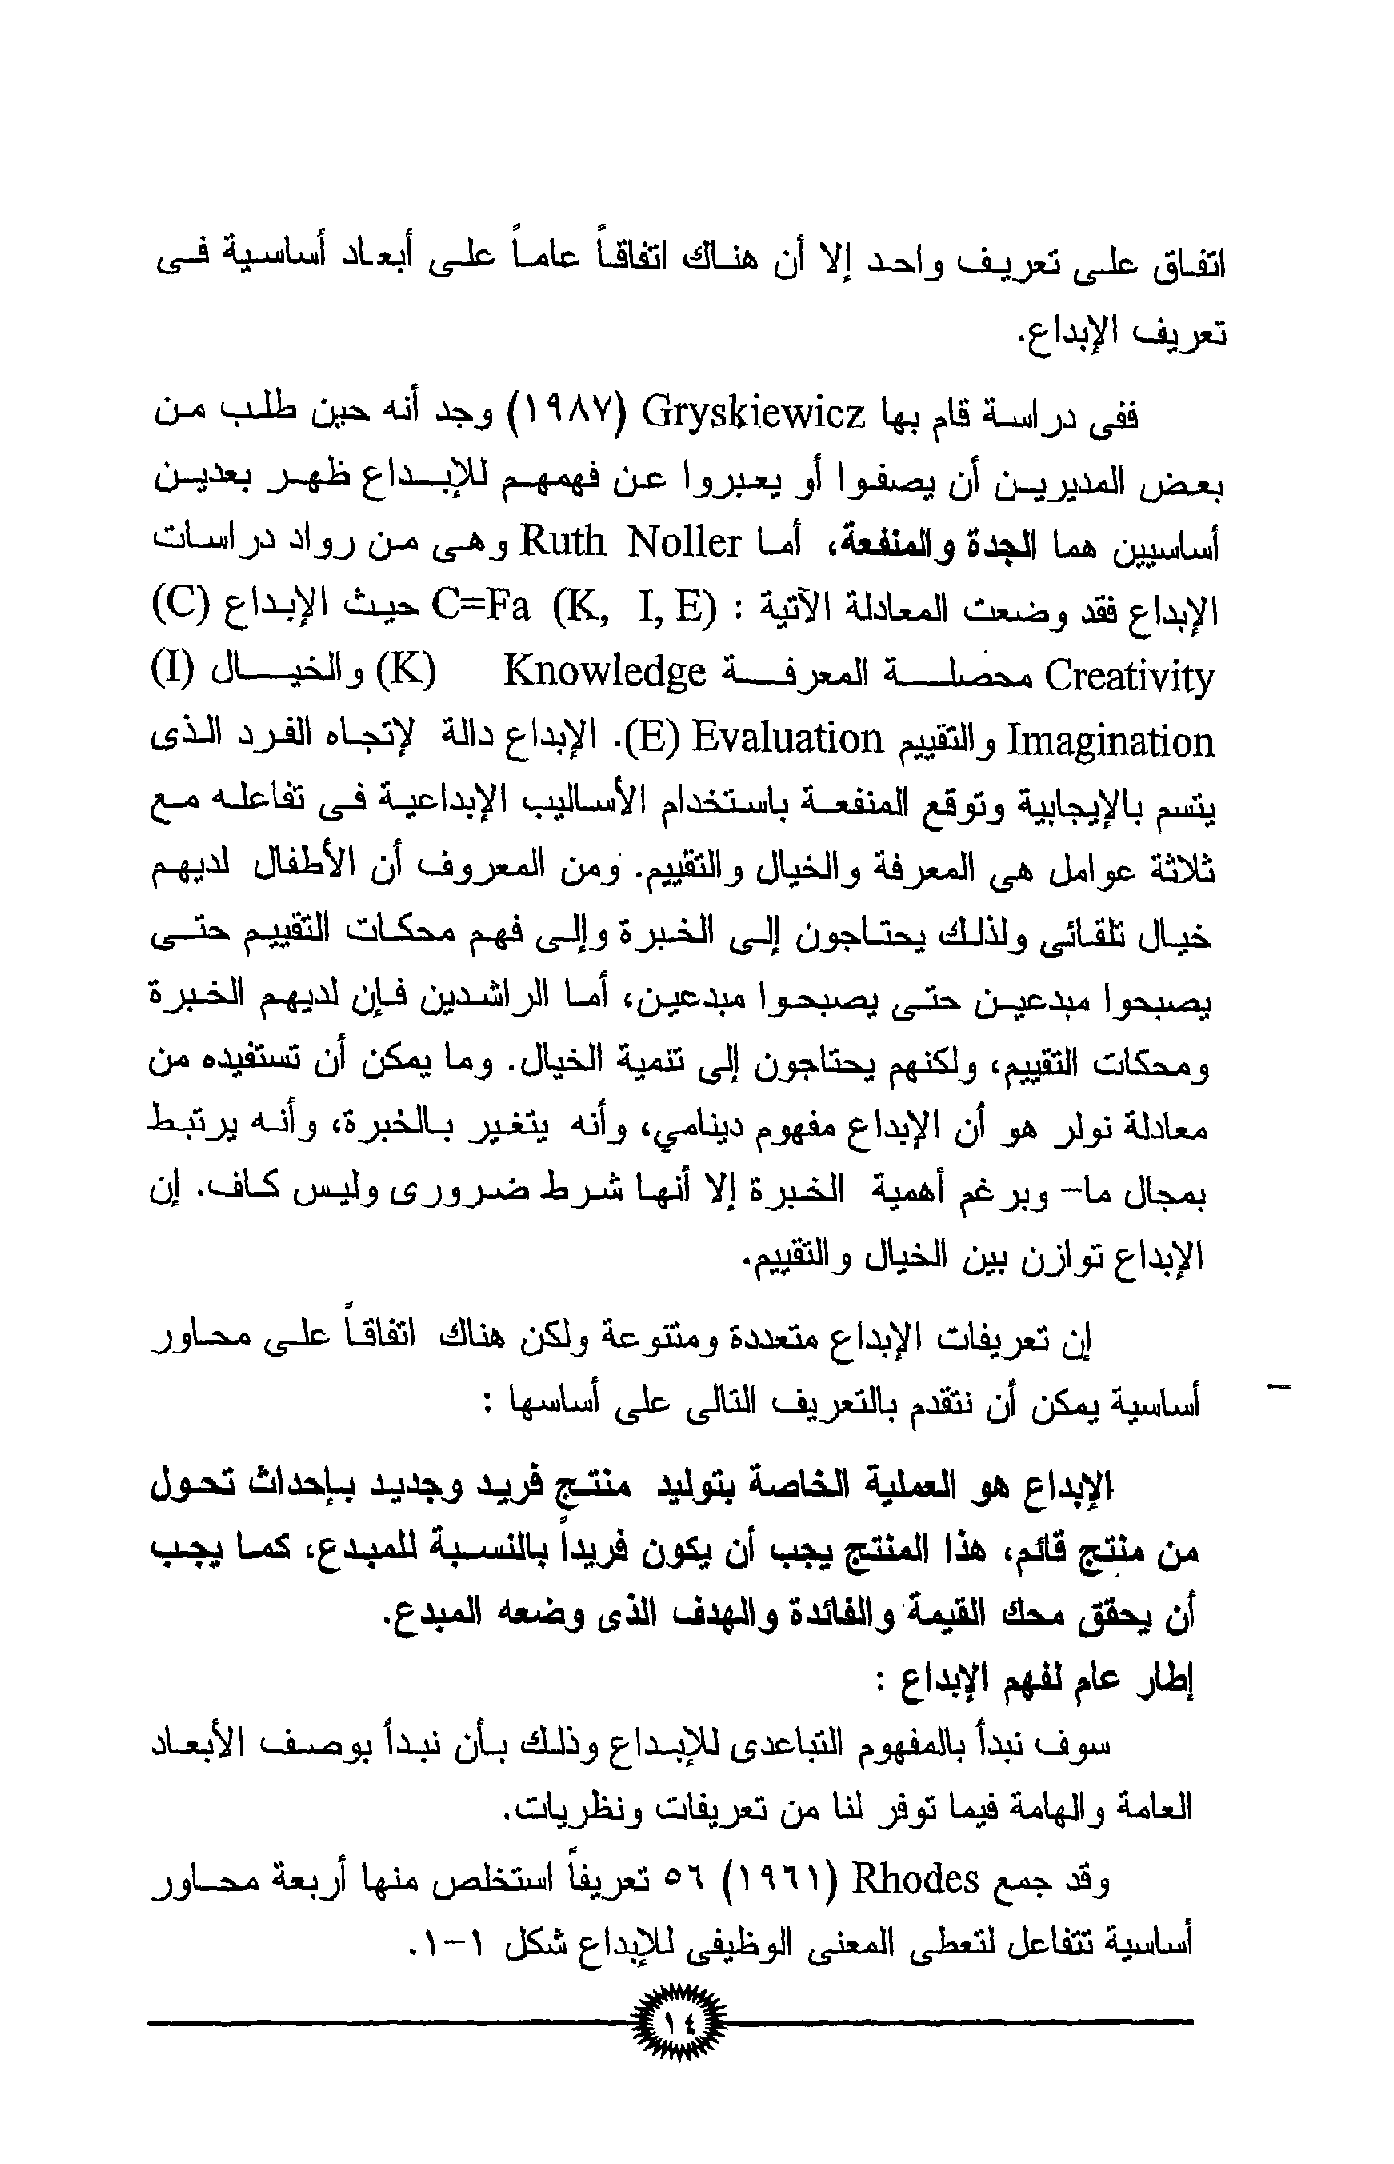 اتفاق على تعريف واحد إلا أن هناك اتفاقاً عاماً على أبعاد أساسية فى
تعريف الإبداع.
ففى دراسة قام بها Gryskiewicz (١٩٨٧) وجد أنه حين طلب من
بعض المديرين أن يصفوا أو يعبروا عن فهمهم للإبداع ظهر بعدين
أساسيين هما الجدة والمنفعة، أما Ruth Noller وهى من رواد دراسات
الإبداع فقد وضعت المعادلة الآتية : C=Fa (K, I, E) حيث الإبداع (C)
Creativity محصلة المعرفة Knowledge (K) والخيال (I)
Imagination والتقييم Evaluation (E). الإبداع دالة لإتجاه الفرد الذى
يتسم بالإيجابية وتوقع المنفعة باستخدام الأساليب الإبداعية فى تفاعله مع
ثلاثة عوامل هى المعرفة والخيال والتقييم. ومن المعروف أن الأطفال لديهم
خيال تلقائى ولذلك يحتاجون إلى الخبرة وإلى فهم محكات التقييم حتى
يصبحوا مبدعين حتى يصبحوا مبدعين، أما الراشدين فإن لديهم الخبرة
ومحكات التقييم، ولكنهم يحتاجون إلى تنمية الخيال. وما يمكن أن تستفيده من
معادلة نولر هو أن الإبداع مفهوم دينامي، وأنه يتغير بالخبرة، وأنه يرتبط
بمجال ما- وبرغم أهمية الخبرة إلا أنها شرط ضرورى وليس كاف. إن
الإبداع توازن بين الخيال والتقييم.
إن تعريفات الإبداع متعددة ومتنوعة ولكن هناك اتفاقاً على محاور
أساسية يمكن أن نتقدم بالتعريف التالى على أساسها :
الإبداع هو العملية الخاصة بتوليد منتج فريد وجديد بإحداث تحول
من منتج قائم، هذا المنتج يجب أن يكون فريداً بالنسبة للمبدع، كما يجب
أن يحقق محك القيمة والفائدة والهدف الذى وضعه المبدع.
إطار عام لفهم الإبداع :
سوف نبدأ بالمفهوم التباعدى للإبداع وذلك بأن نبدأ بوصف الأبعاد
العامة والهامة فيما توفر لنا من تعريفات ونظريات.
وقد جمع Rhodes (١٩٦١) ٥٦ تعريفاً استخلص منها أربعة محاور
أساسية تتفاعل لتعطى المعنى الوظيفى للإبداع شكل ١-١.
١٤